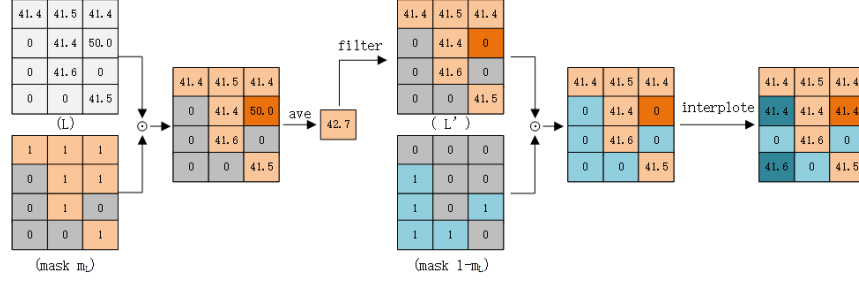 41.4 41.5 41.4
0 41.4 50.0
0 41.6 0
0 0 41.5
(L)
1 1 1
0 1 1
0 1 0
0 0 1
(mask mL)
41.4 41.5 41.4
0 41.4 50.0
0 41.6 0
0 0 41.5
ave
42.7
filter
41.4 41.5 41.4
0 41.4 0
0 41.6 0
0 0 41.5
( L' )
0 0 0
1 0 0
1 0 1
1 1 0
(mask 1-mL)
41.4 41.5 41.4
0 41.4 0
0 41.6 0
0 0 41.5
interplote
41.4 41.5 41.4
41.4 41.4 41.4
0 41.6 0
41.6 0 41.5